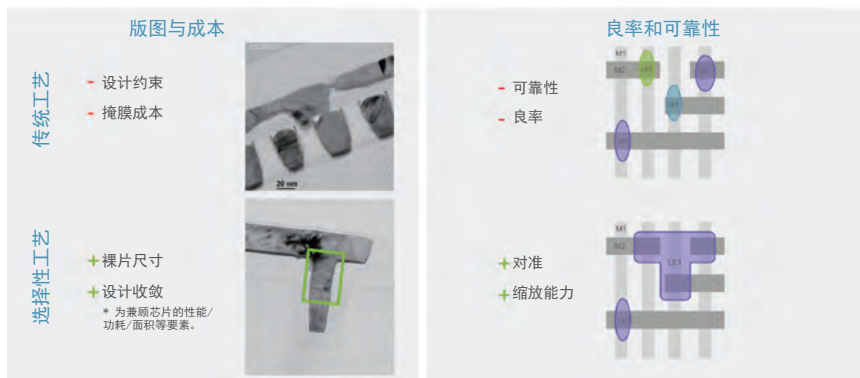 版图与成本
良率和可靠性
传统工艺
- 设计约束
- 掩膜成本
20 nm
M1
M2
- 可靠性
- 良率
选择性工艺
+ 裸片尺寸
+ 设计收敛
* 为兼顾芯片的性能/
功耗/面积等要素。
+ 对准
+ 缩放能力
M1
M2
LE1